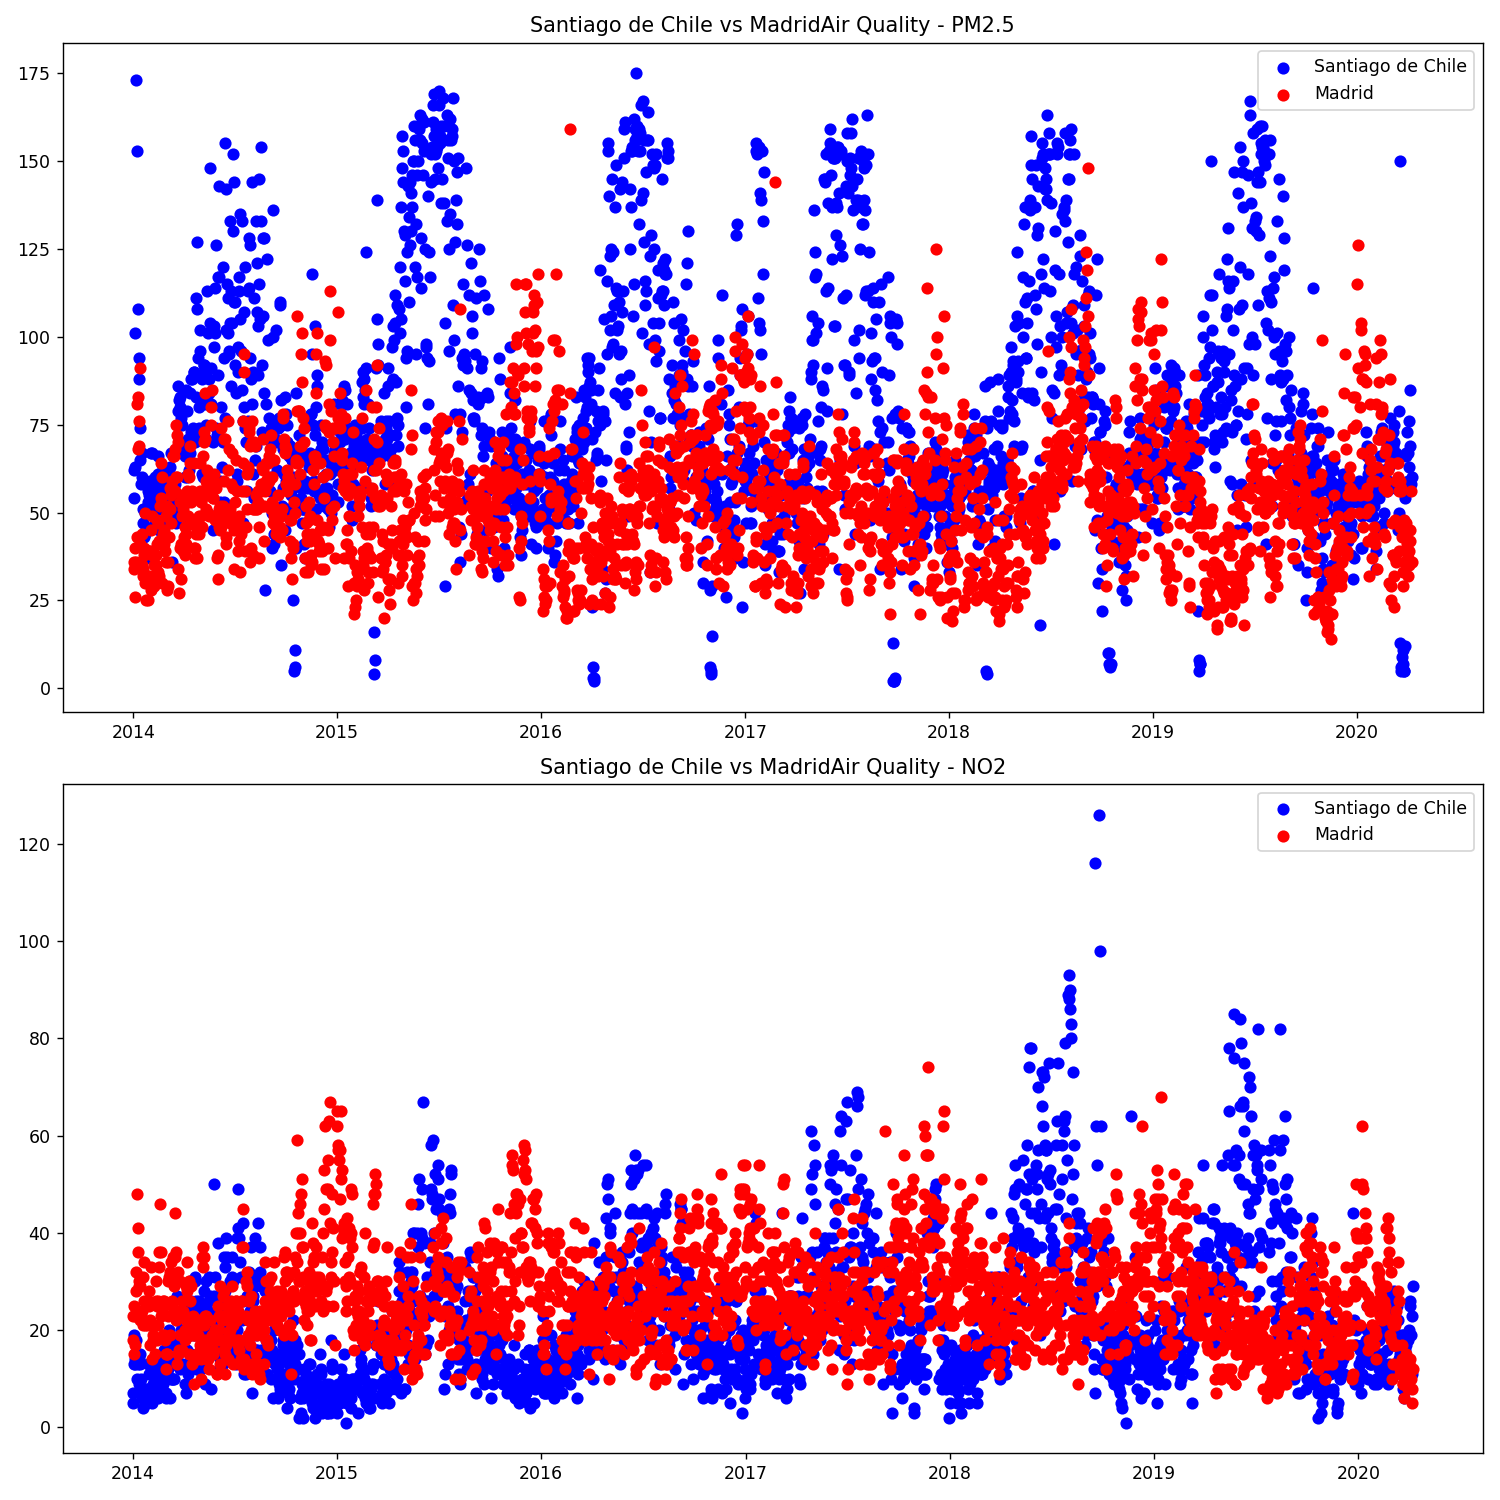 Santiago de Chile vs MadridAir Quality - PM2.5
175
150
125
100
75
50
25
0
Santiago de Chile
Madrid
2014 2015 2016 2017 2018 2019 2020
Santiago de Chile vs MadridAir Quality - NO2
120
100
80
60
40
20
0
Santiago de Chile
Madrid
2014 2015 2016 2017 2018 2019 2020